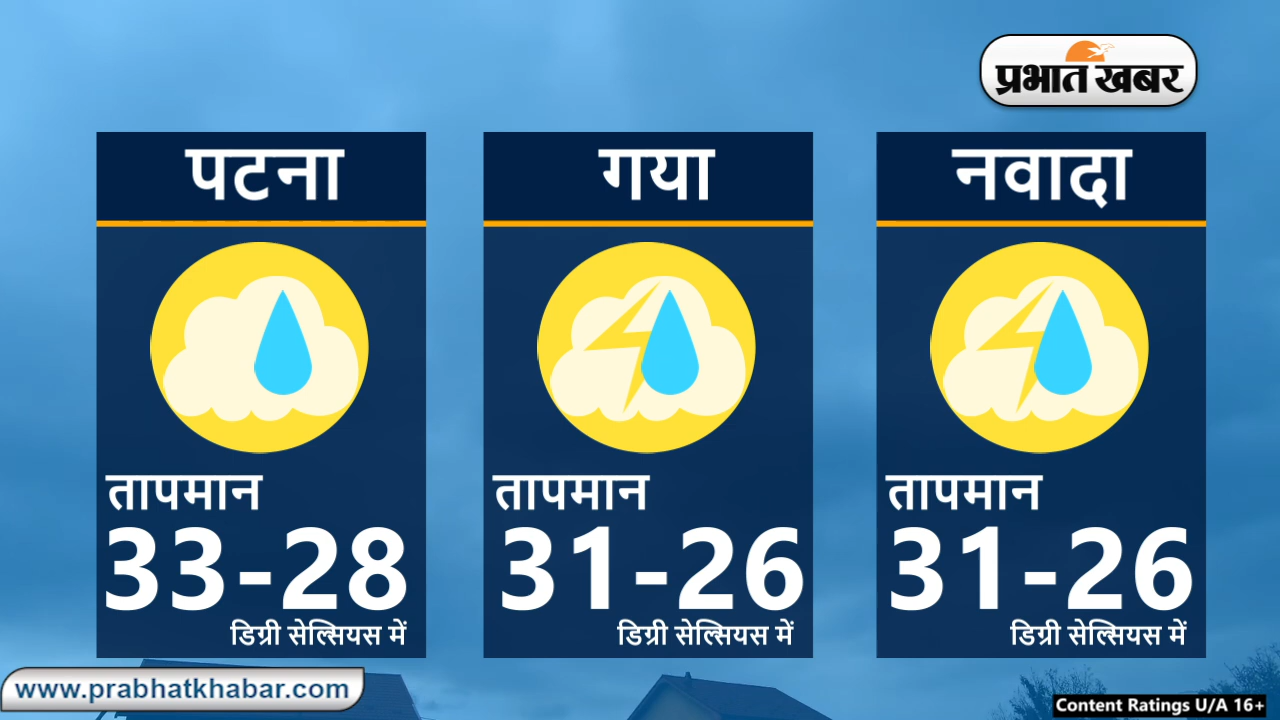 प्रभात खबर
पटना
तापमान
33-28
डिग्री सेल्सियस में
गया
तापमान
31-26
डिग्री सेल्सियस में
नवादा
तापमान
31-26
डिग्री सेल्सियस में
www.prabhatkhabar.com
Content Ratings U/A 16+